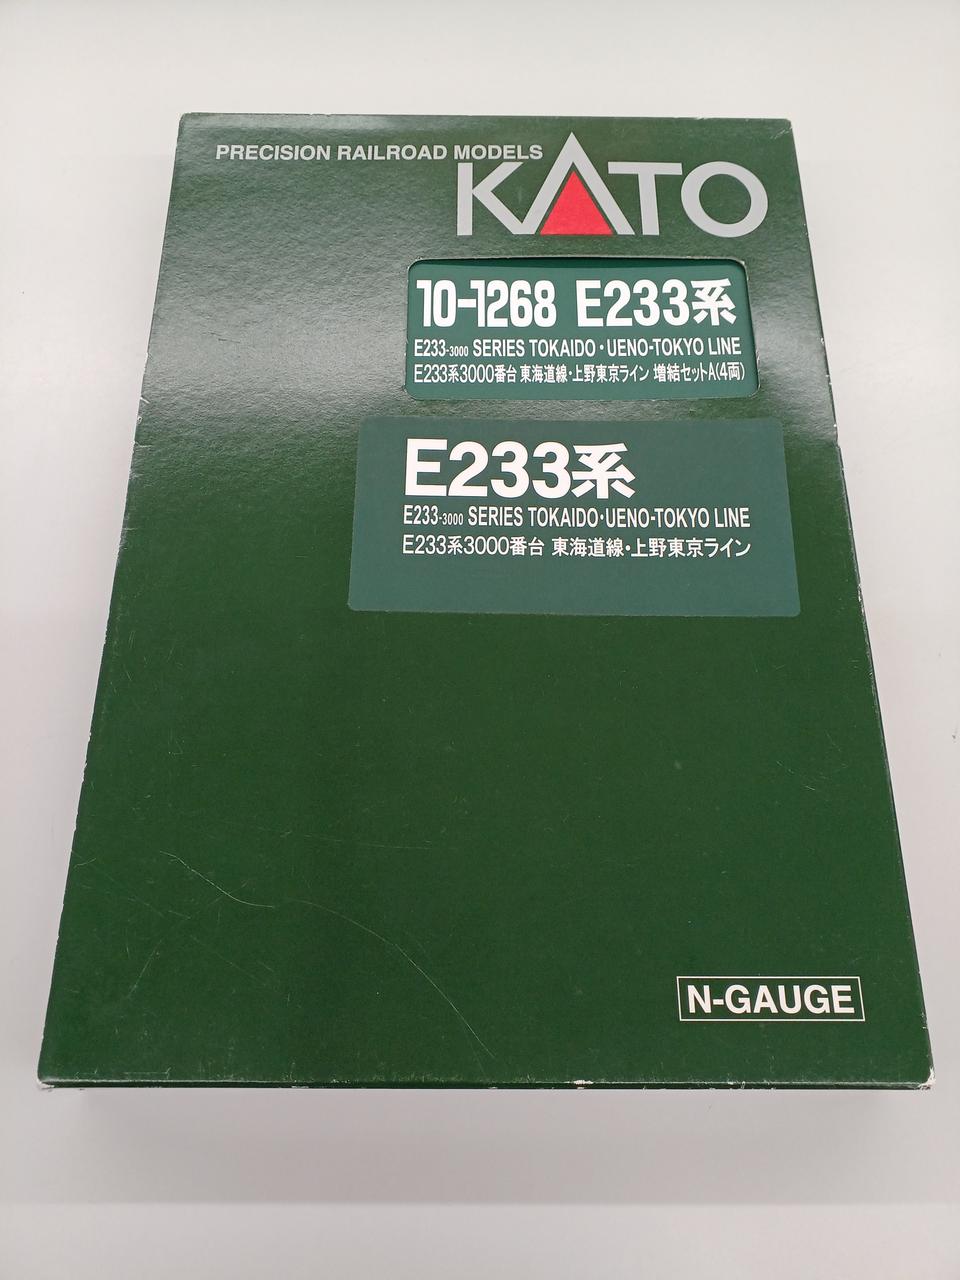 PRECISION RAILROAD MODELS
KATO
10-1268 E233系
E233-3000 SERIES TOKAIDO・UENO-TOKYO LINE
E233系3000番台 東海道線・上野東京ライン 増結セットA(4両)
E233系
E233-3000 SERIES TOKAIDO・UENO-TOKYO LINE
E233系3000番台 東海道線・上野東京ライン
N-GAUGE